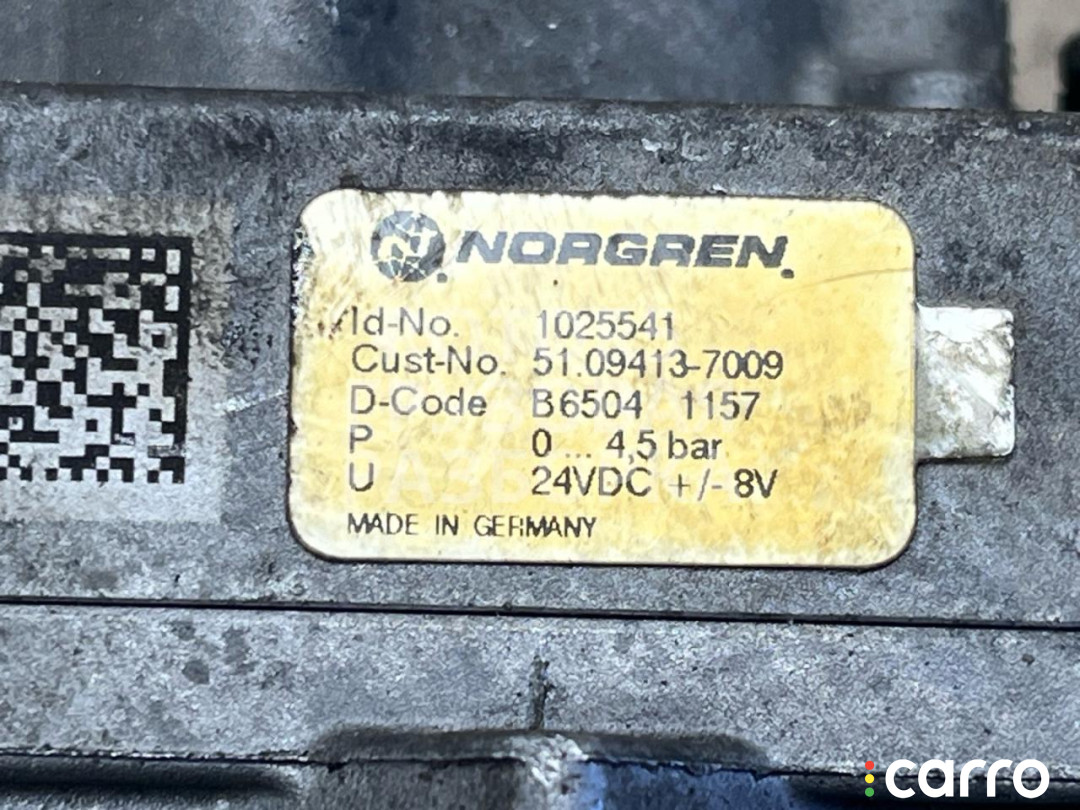 NORGREN
Id-No. 1025541
Cust-No. 51.09413-7009
D-Code B6504 1157
P 0 ... 4,5 bar
U 24VDC +/- 8V
MADE IN GERMANY
carro